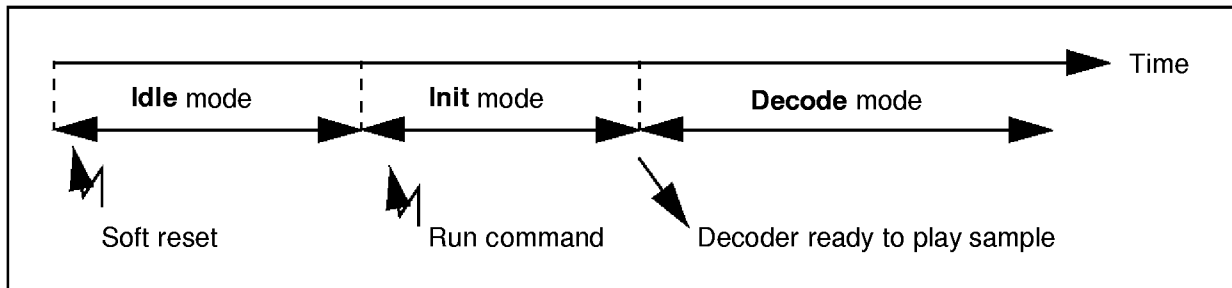 Time
Idle mode
Init mode
Decode mode
Soft reset
Run command
Decoder ready to play sample